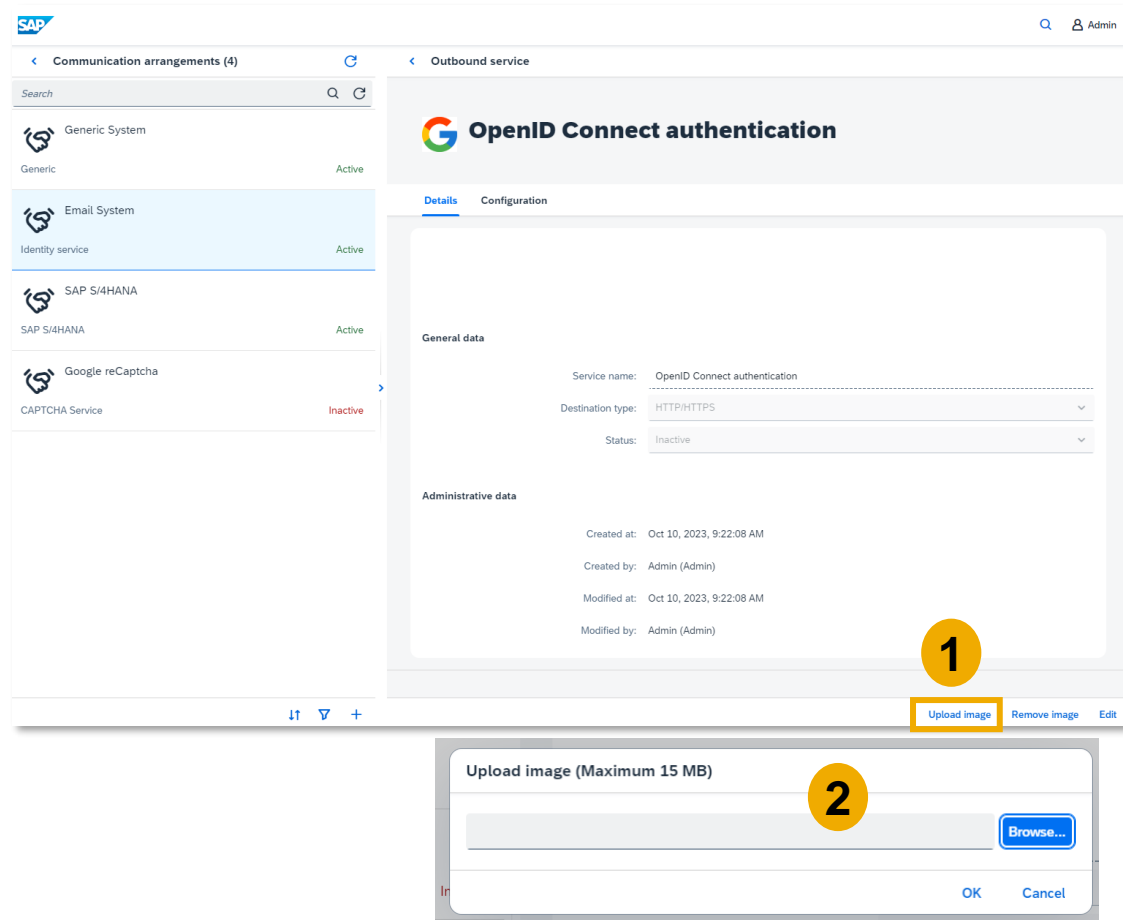 SAP
Admin
Communication arrangements (4)
Outbound service
Search
Generic System
Generic
Active
Email System
Identity service
Active
SAP S/4HANA
SAP S/4HANA
Active
Google reCaptcha
CAPTCHA Service
Inactive
OpenID Connect authentication
Details
Configuration
General data
Service name: OpenID Connect authentication
Destination type: HTTP/HTTPS
Status: Inactive
Administrative data
Created at: Oct 10, 2023, 9:22:08 AM
Created by: Admin (Admin)
Modified at: Oct 10, 2023, 9:22:08 AM
Modified by: Admin (Admin)
1
Upload image
Remove image
Edit
Upload image (Maximum 15 MB)
2
Browse...
In
OK
Cancel